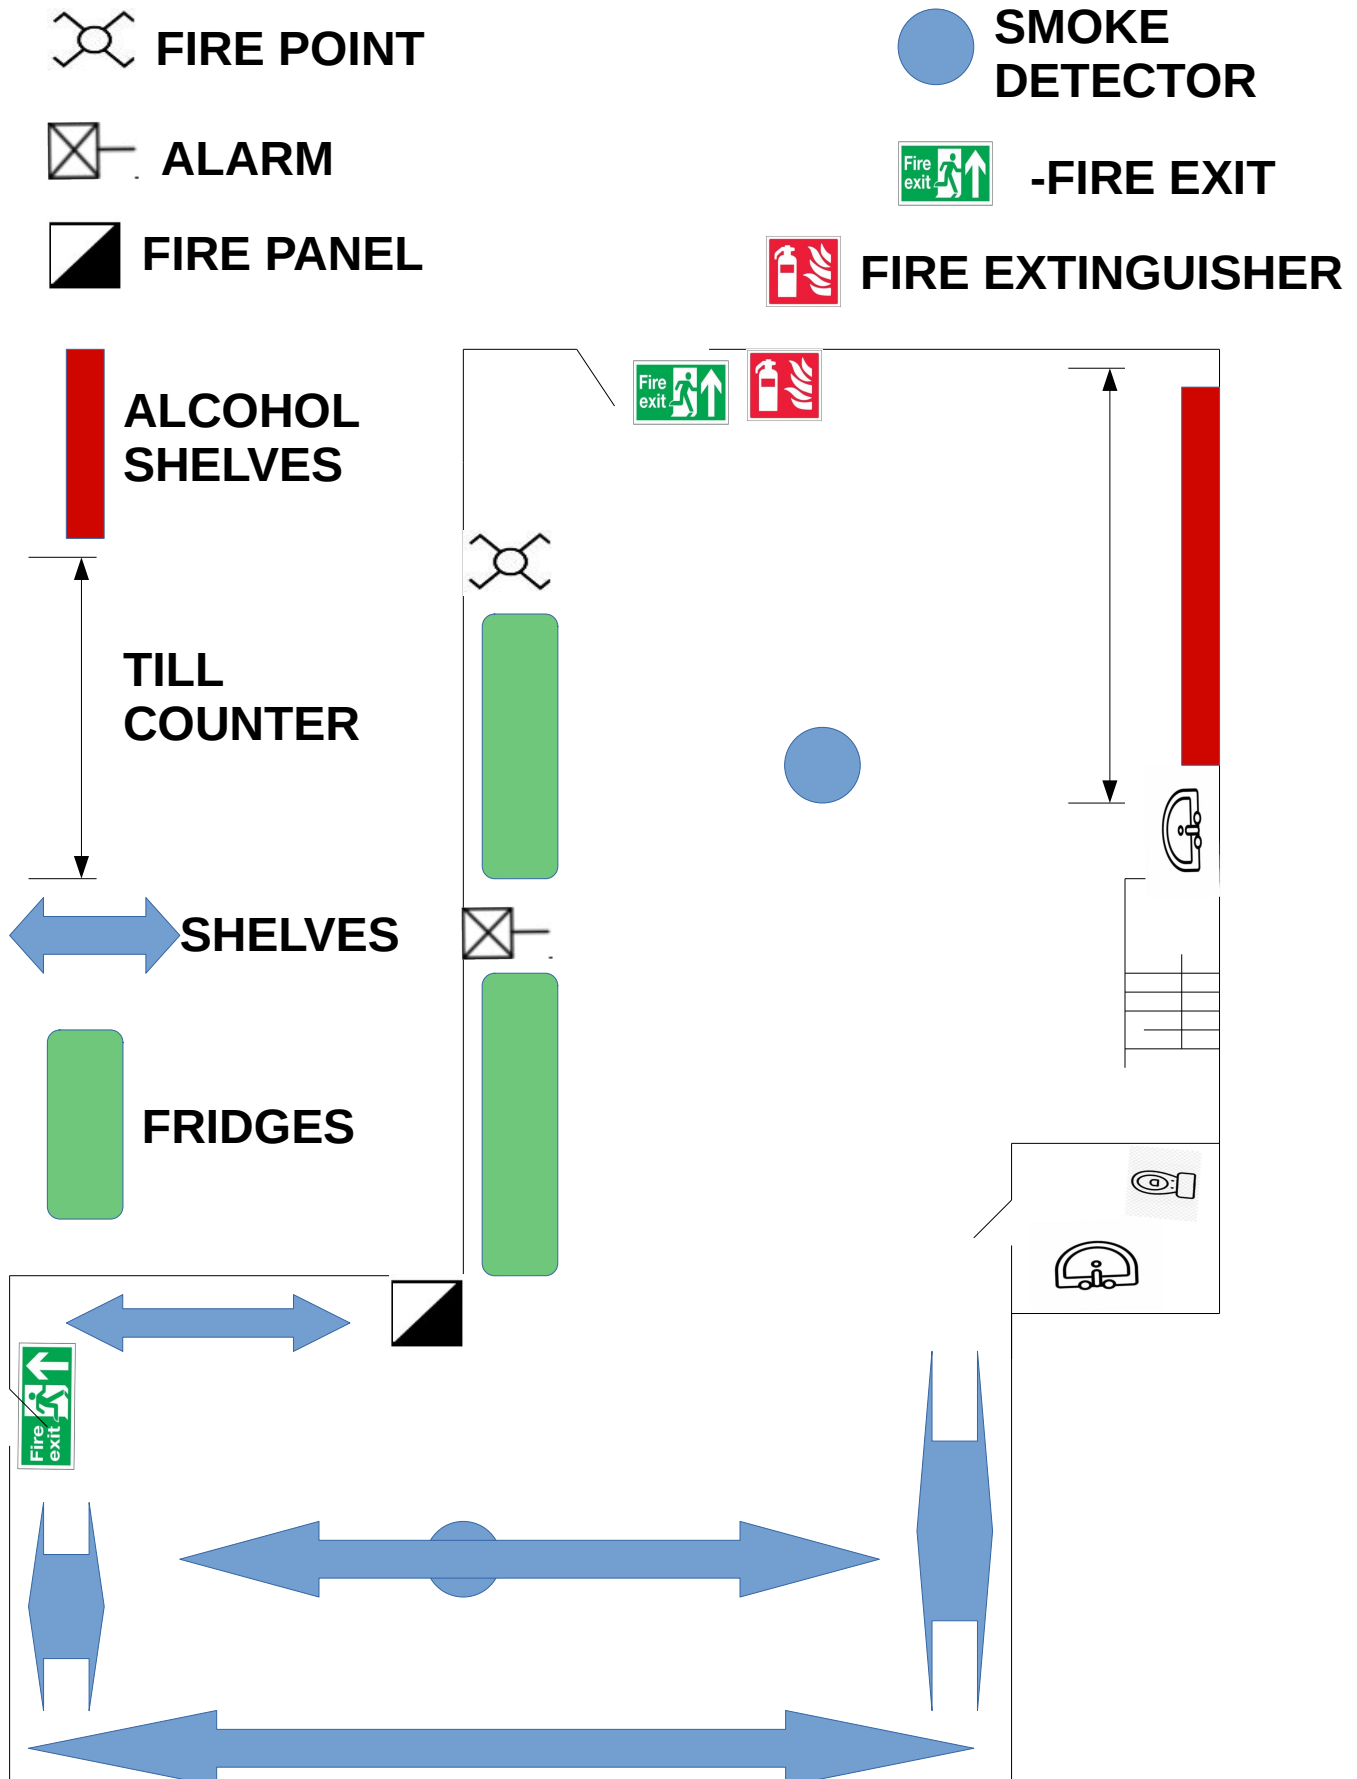 FIRE POINT
SMOKE
DETECTOR
ALARM
Fire
exit
-FIRE EXIT
FIRE PANEL
FIRE EXTINGUISHER
Fire
exit
ALCOHOL
SHELVES
TILL
COUNTER
SHELVES
FRIDGES
Fire
exit